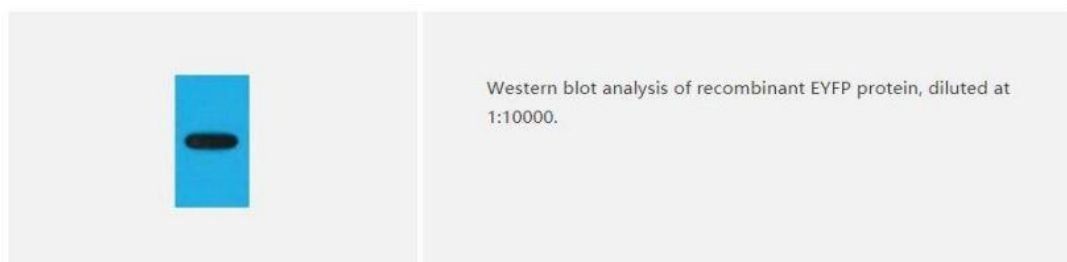 Western blot analysis of recombinant EYFP protein, diluted at
1:10000.